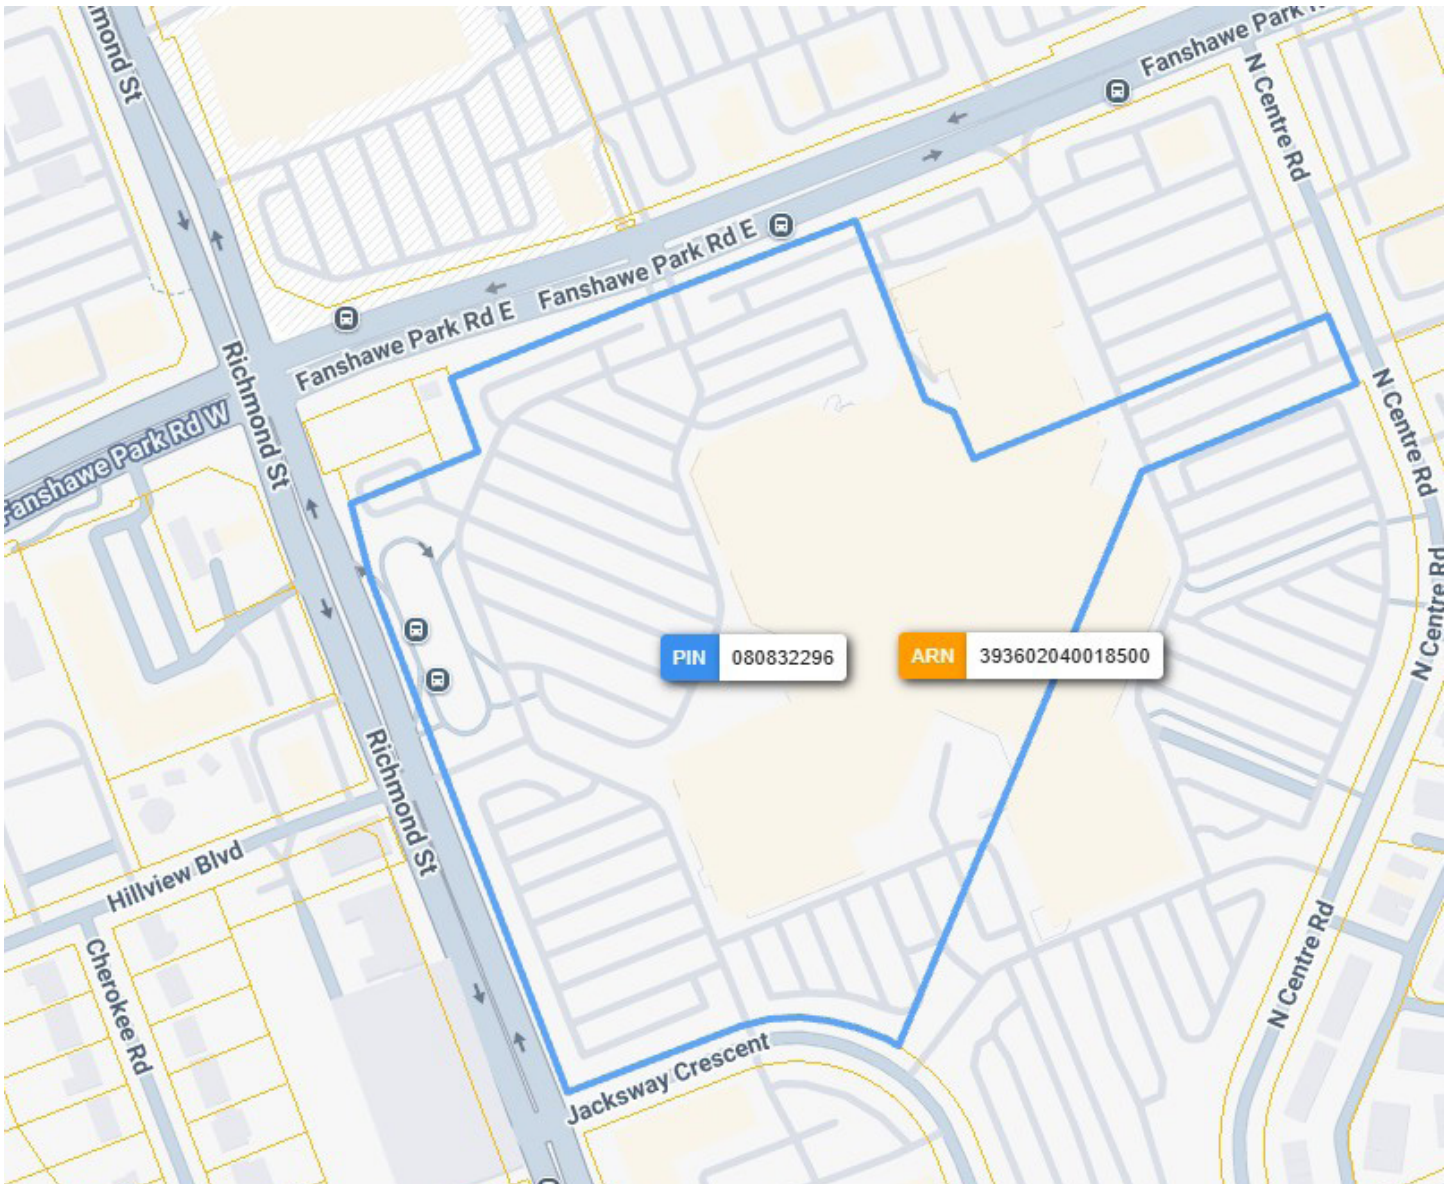 mond St
Fanshawe Park R
N Centre Rd
Fanshawe Park Rd E
Fanshawe Park Rd E
Richmond St
N Centre Rd
Fanshawe Park Rd W
N Centre Rd
PIN 080832296
ARN 393602040018500
Richmond St
Hillview Blvd
Cherokee Rd
N Centre Rd
Jacksway Crescent